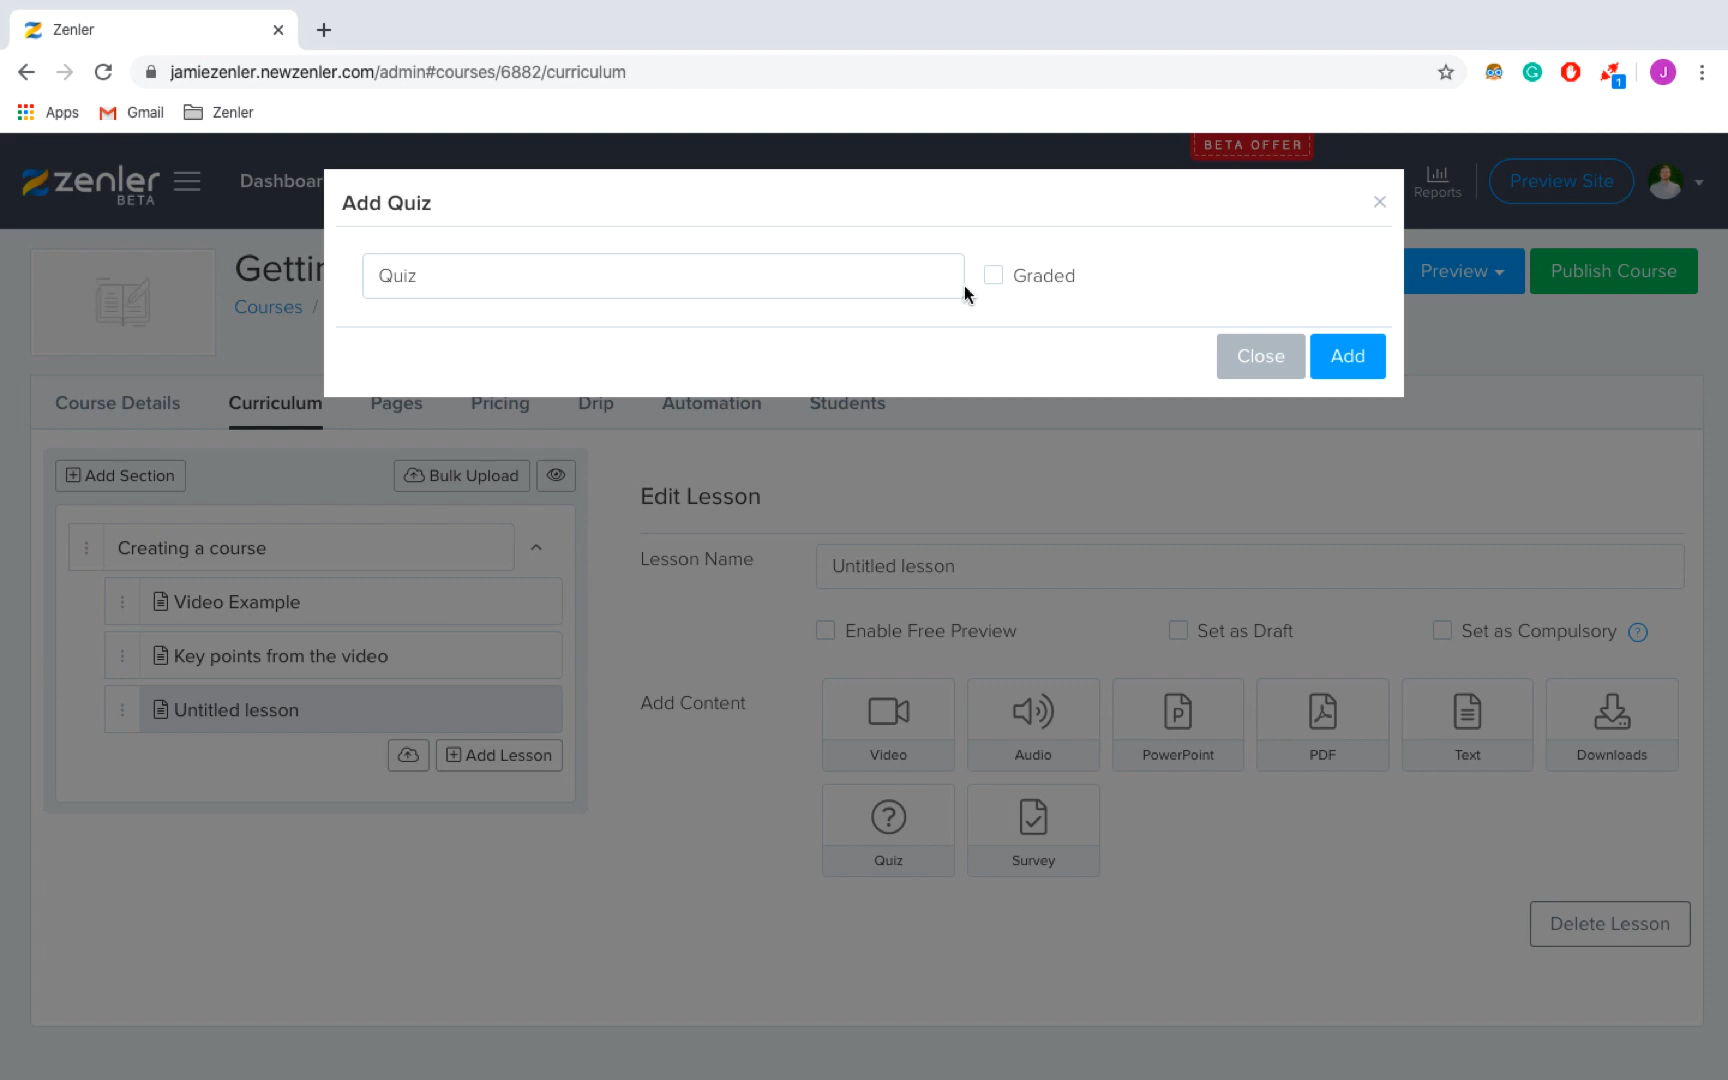 Zenler
jamiezenler.newzenler.com/admin#courses/6882/curriculum
1
J
Apps
Gmail
Zenler
BETA OFFER
zenler
BETA
Dashboar
Reports
Preview Site
Add Quiz
Quiz
Graded
Close
Add
Gettir
Courses /
Preview
Publish Course
Course Details
Curriculum
Pages
Pricing
Drip
Automation
Students
Add Section
Bulk Upload
Creating a course
Video Example
Key points from the video
Untitled lesson
Add Lesson
Edit Lesson
Lesson Name
Untitled lesson
Enable Free Preview
Set as Draft
Set as Compulsory ?
Add Content
Video
Audio
P
PowerPoint
PDF
Text
Downloads
?
Quiz
Survey
Delete Lesson